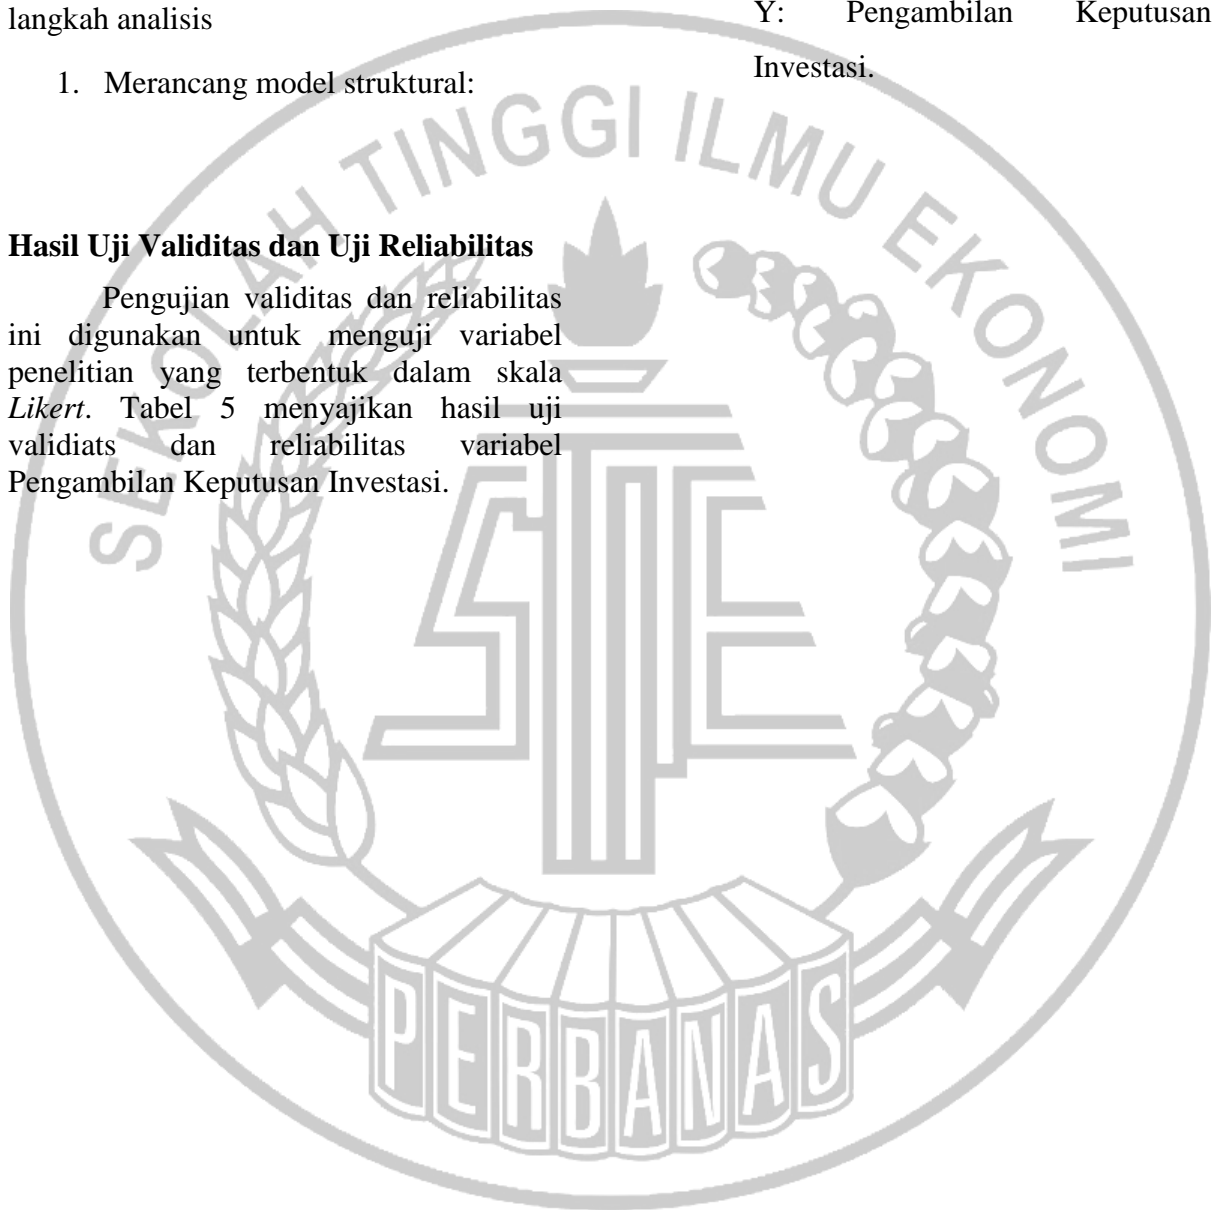 langkah analisis
1. Merancang model struktural:
Y: Pengambilan Keputusan
Investasi.
Hasil Uji Validitas dan Uji Reliabilitas
Pengujian validitas dan reliabilitas
ini digunakan untuk menguji variabel
penelitian yang terbentuk dalam skala
Likert. Tabel 5 menyajikan hasil uji
validiats dan reliabilitas variabel
Pengambilan Keputusan Investasi.
SEKOLAH TINGGI ILMU EKONOMI
STIE
PERBANAS